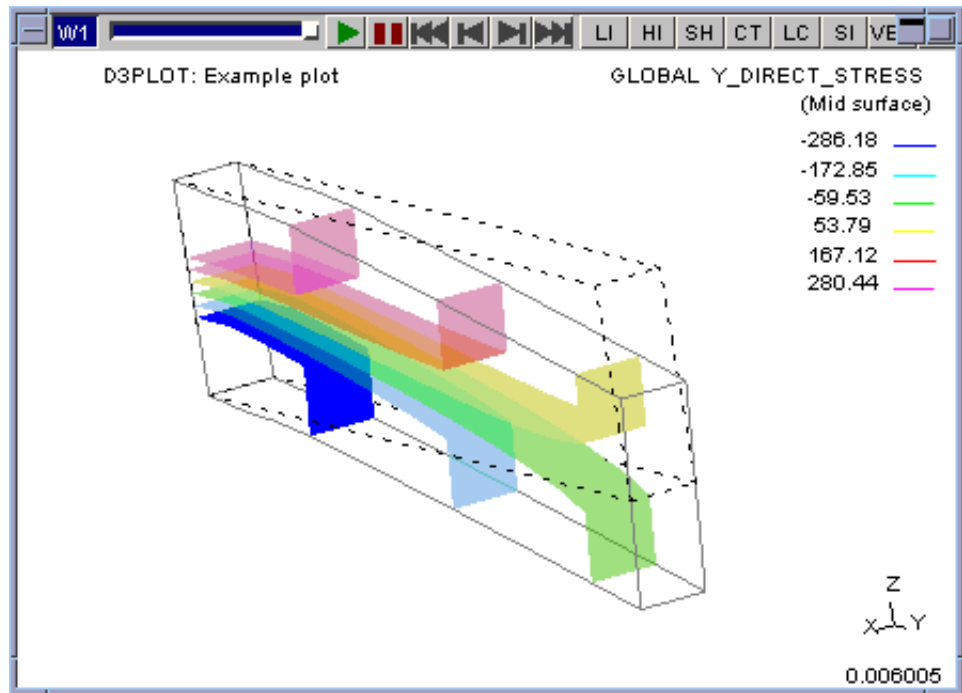 W1 LI HI SH CT LC SI VE
D3PLOT: Example plot
GLOBAL Y_DIRECT_STRESS
(Mid surface)
-286.18
-172.85
-59.53
53.79
167.12
280.44
Z
X Y
0.006005